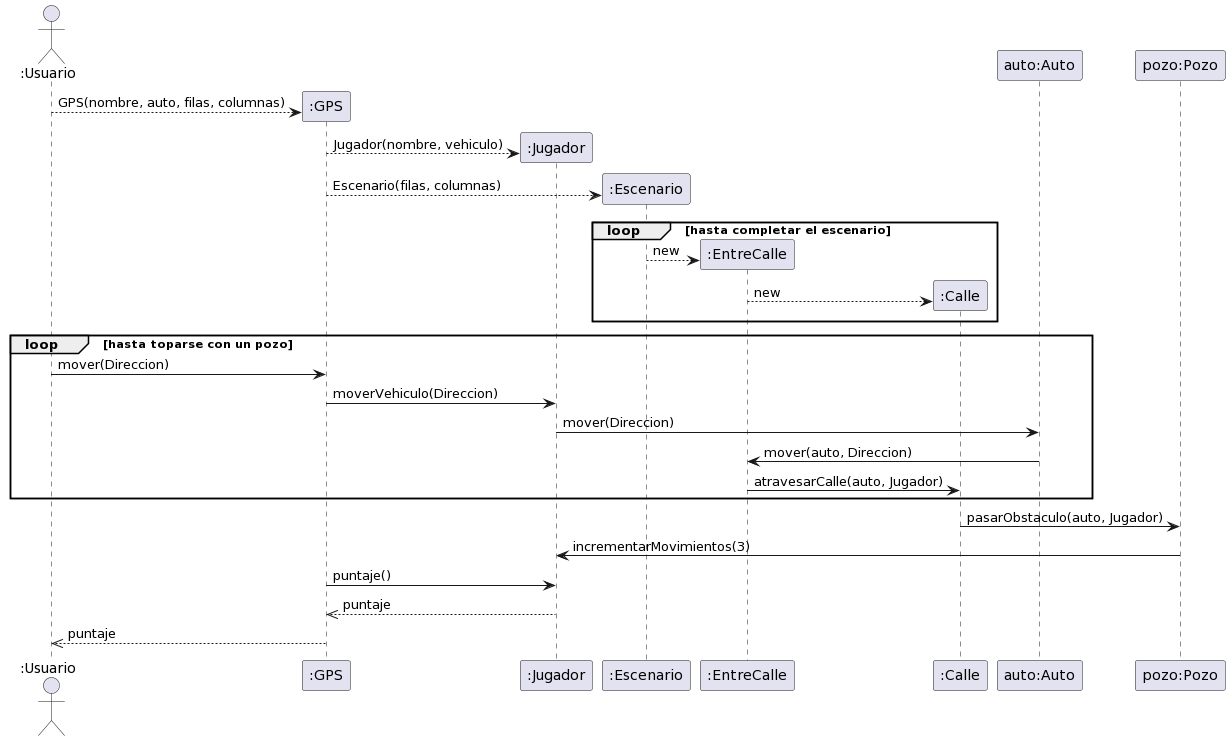 :Usuario
auto:Auto
pozo:Pozo
GPS(nombre, auto, filas, columnas)
:GPS
Jugador(nombre, vehiculo)
:Jugador
Escenario(filas, columnas)
:Escenario
loop [hasta completar el escenario]
new
:EntreCalle
new
:Calle
loop [hasta toparse con un pozo]
mover(Direccion)
moverVehiculo(Direccion)
mover(Direccion)
mover(auto, Direccion)
atravesarCalle(auto, Jugador)
pasarObstaculo(auto, Jugador)
incrementarMovimientos(3)
puntaje()
puntaje
puntaje
:Usuario
:GPS
:Jugador
:Escenario
:EntreCalle
:Calle
auto:Auto
pozo:Pozo